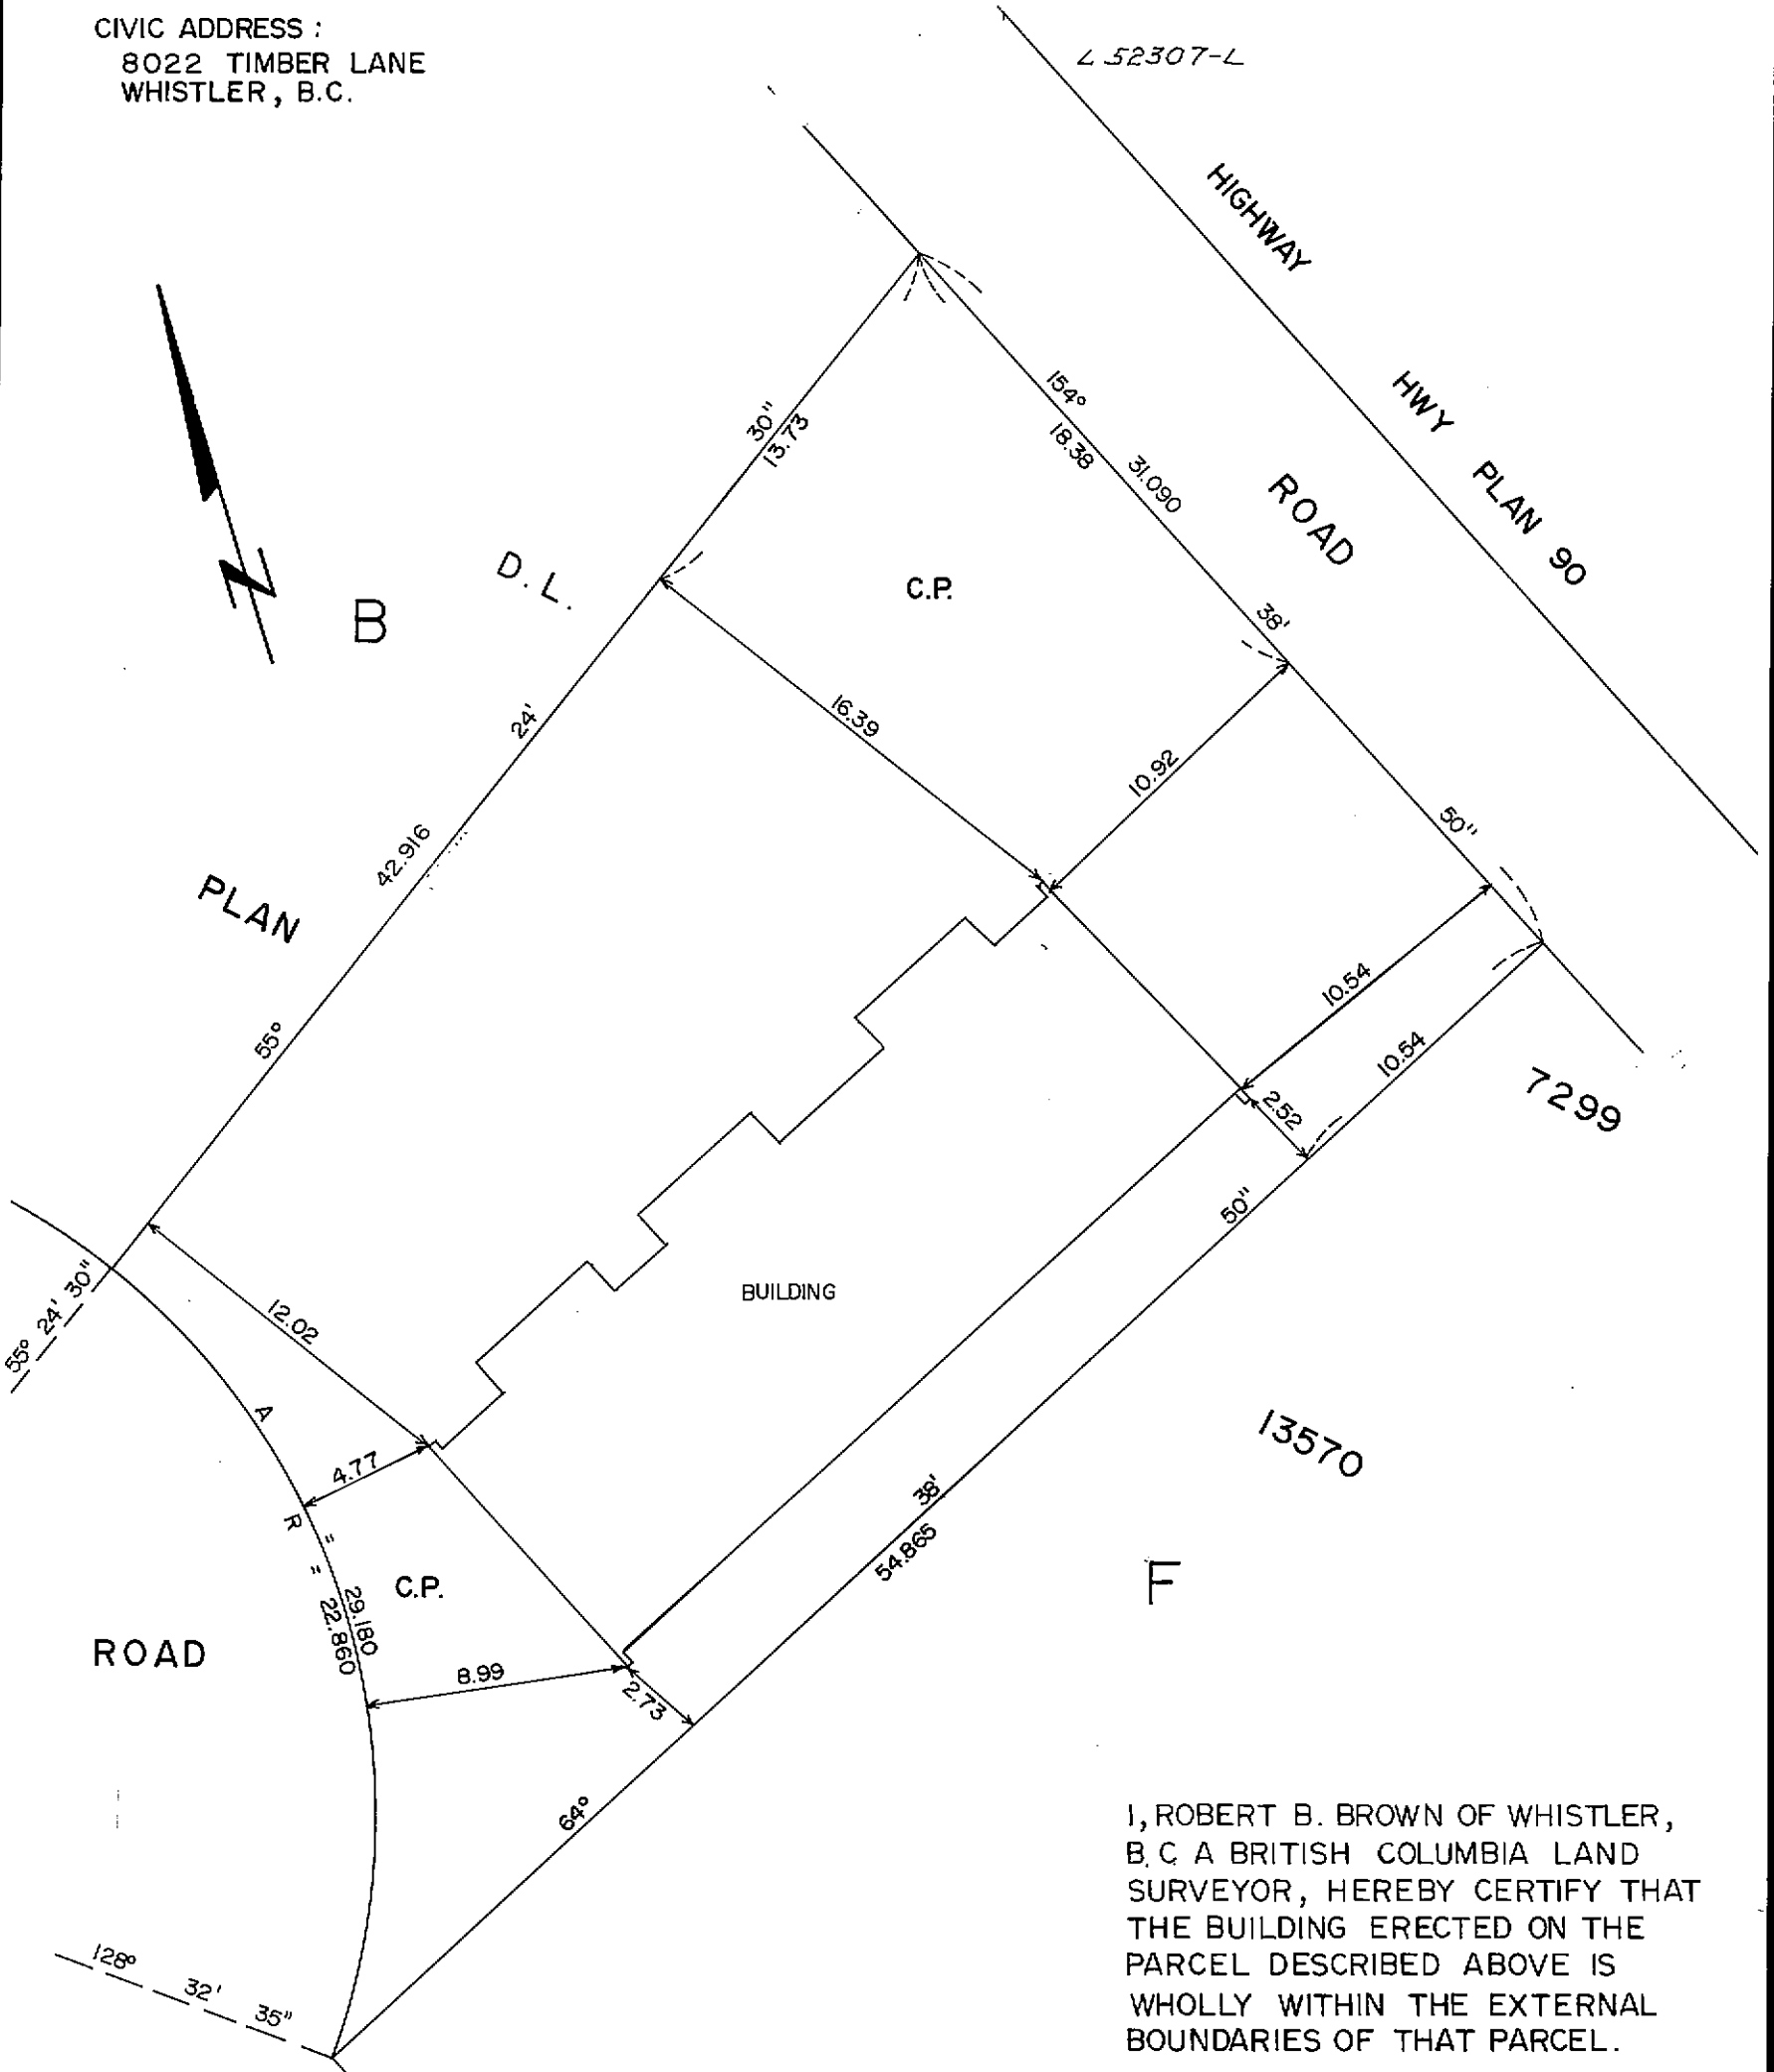 CIVIC ADDRESS :
8022 TIMBER LANE
WHISTLER, B.C.
L52307-L
HIGHWAY
HWY PLAN 90
ROAD
154° 38' 50"
18.38
31.090
30"
13.73
D. L.
C.P.
B
16.39
24'
10.92
42.916
PLAN
55°
10.54
10.54
7299
2.52
50"
BUILDING
55° 24' 30"
12.02
13570
4.77
A = 29.180
R = 22.860
38'
54.865
F
C.P.
ROAD
8.99
2.73
64°
128° 32' 35"
I, ROBERT B. BROWN OF WHISTLER,
B.C A BRITISH COLUMBIA LAND
SURVEYOR, HEREBY CERTIFY THAT
THE BUILDING ERECTED ON THE
PARCEL DESCRIBED ABOVE IS
WHOLLY WITHIN THE EXTERNAL
BOUNDARIES OF THAT PARCEL.